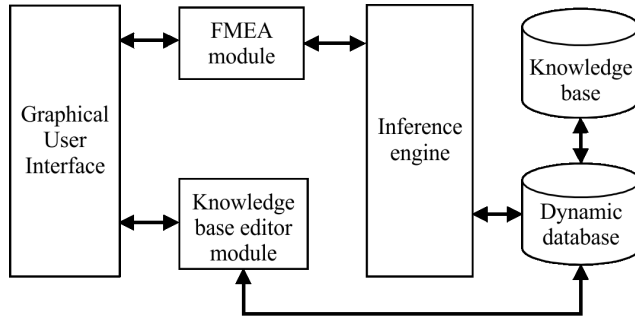 Graphical
User
Interface
FMEA
module
Knowledge
base editor
module
Inference
engine
Knowledge
base
Dynamic
database